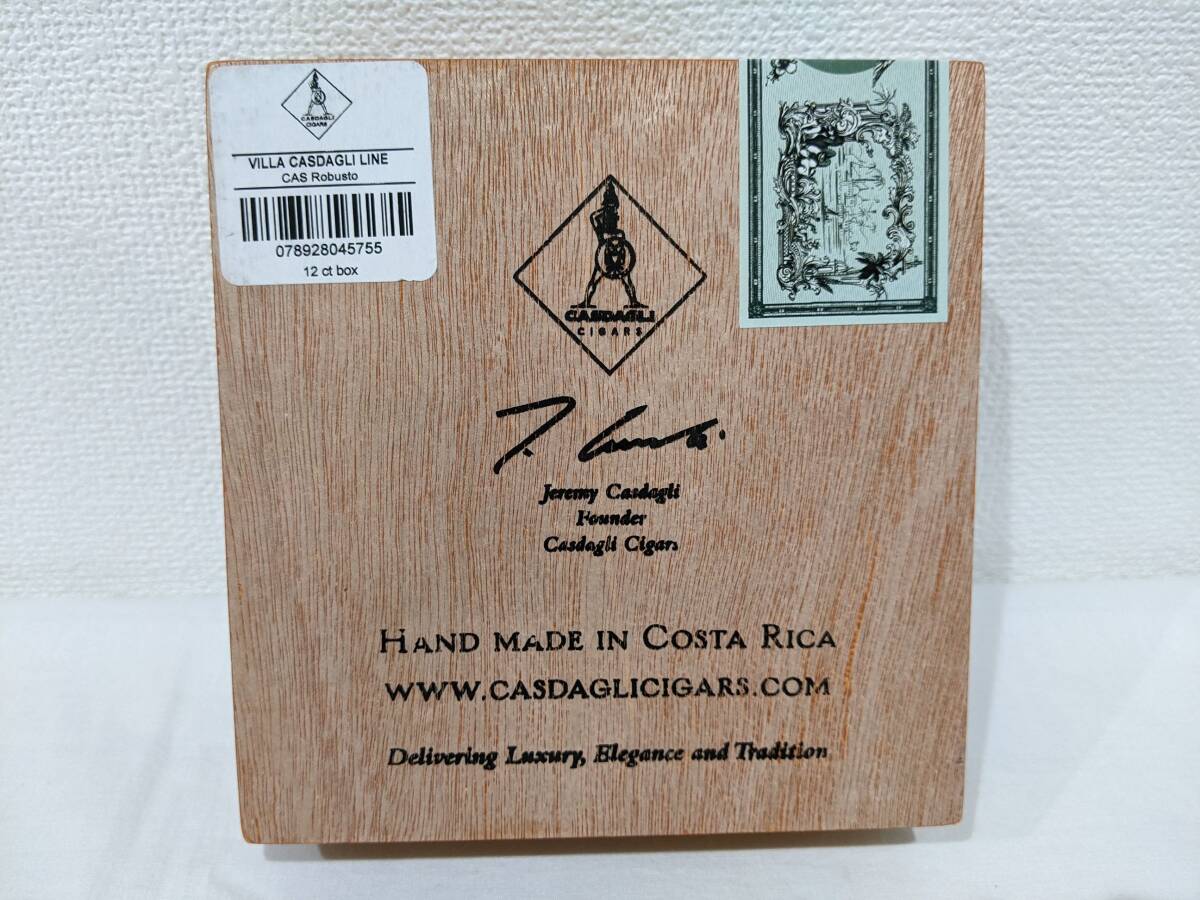 CASDAGLI
CIGARS
VILLA CASDAGLI LINE
CAS Robusto
078928045755
12 ct box
CASDAGLI
CIGARS
Jeremy Casdagli
Founder
Casdagli Cigars
HAND MADE IN COSTA RICA
WWW.CASDAGLICIGARS.COM
Delivering Luxury, Elegance and Tradition